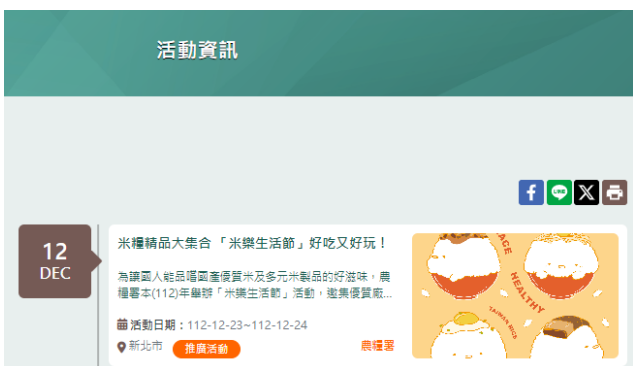 活動資訊
12
DEC
米糧精品大集合「米樂生活節」好吃又好玩！
為讓國人能品嚐國產優質米及多元米製品的好滋味，農
糧署本(112)年舉辦「米樂生活節」活動，邀集優質廠...
活動日期：112-12-23~112-12-24
新北市
推廣活動
農糧署
HEALTHY
TAIWAN RICE